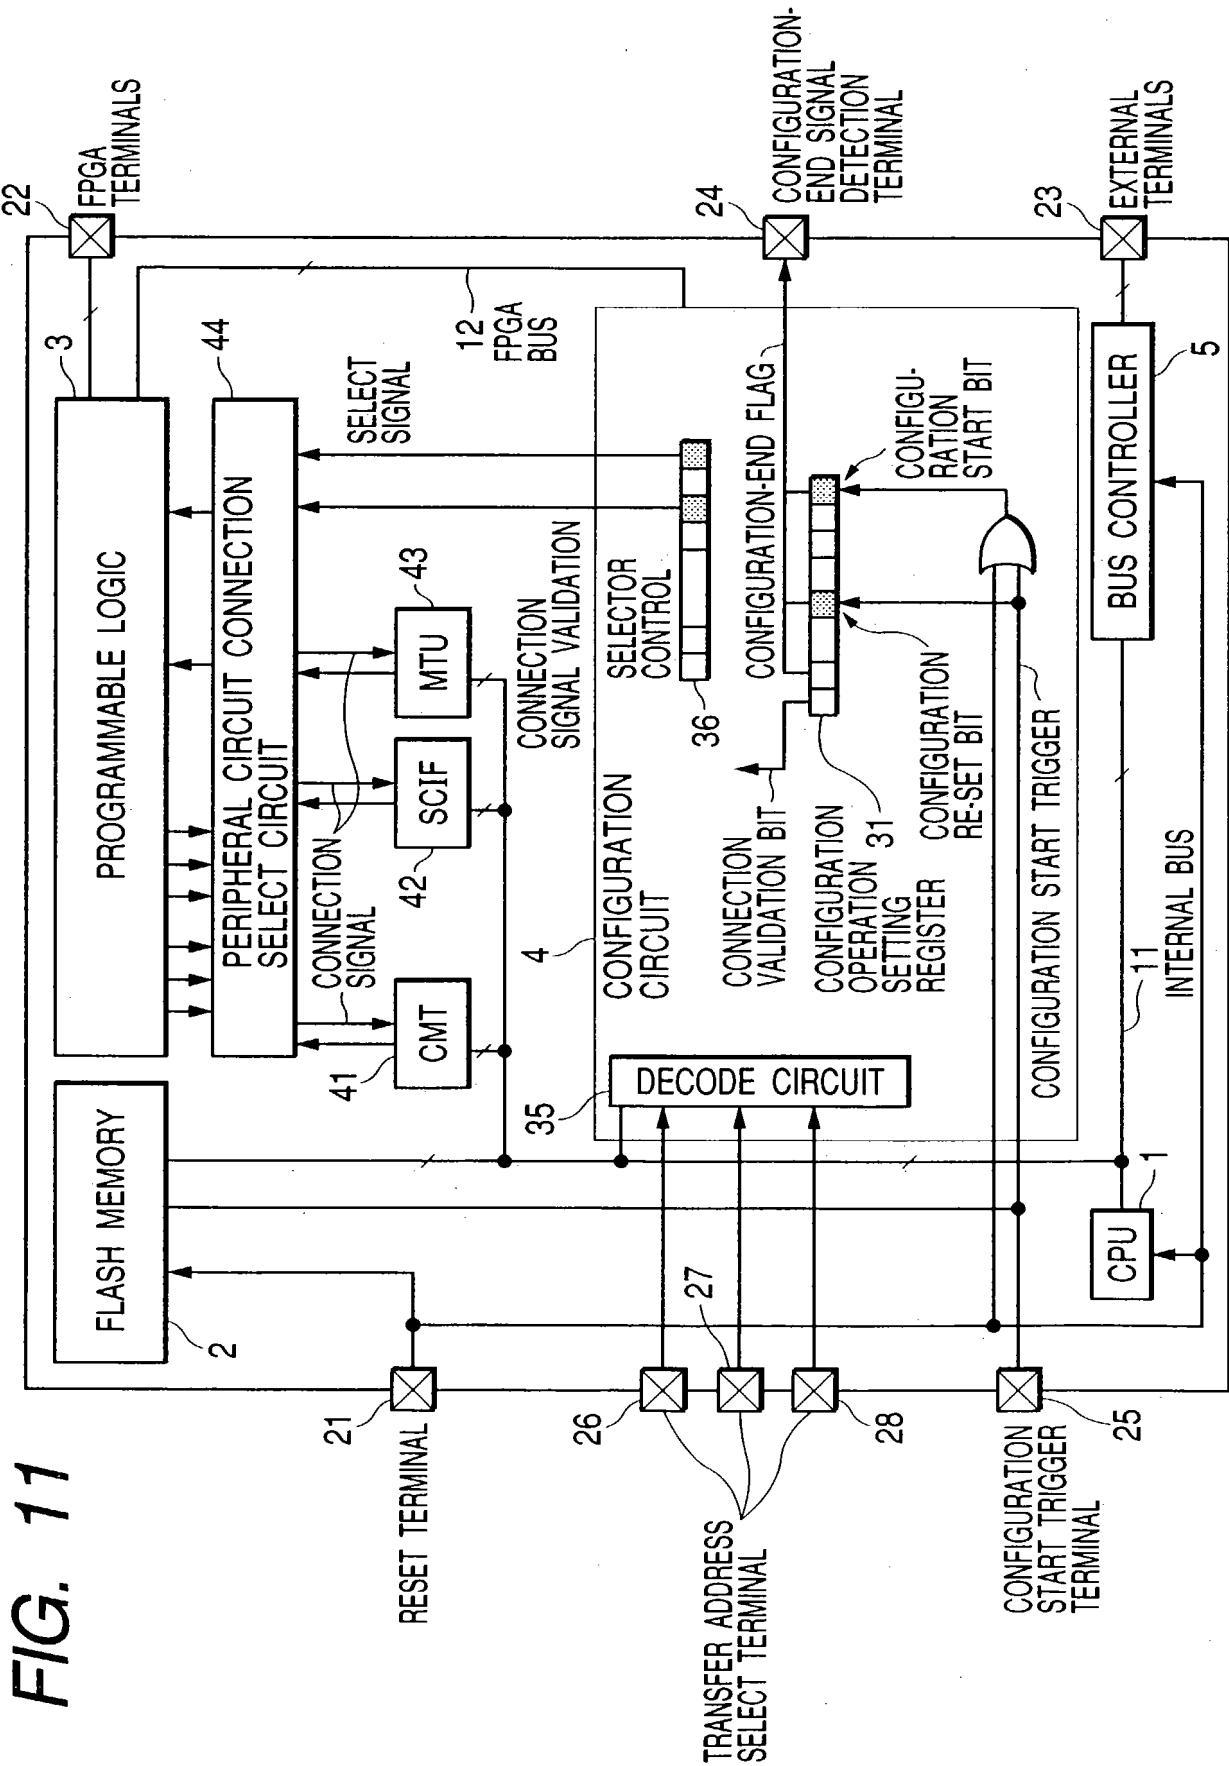 FIG. 11
22
FPGA
TERMINALS
3
PROGRAMMABLE LOGIC
FLASH MEMORY
2
44
PERIPHERAL CIRCUIT CONNECTION
SELECT CIRCUIT
12
FPGA
BUS
SELECT
SIGNAL
CONNECTION
SIGNAL
41
CMT
42
SCIF
43
MTU
CONNECTION
SIGNAL VALIDATION
21
RESET TERMINAL
26
27
28
TRANSFER ADDRESS
SELECT TERMINAL
35
DECODE CIRCUIT
4
CONFIGURATION
CIRCUIT
SELECTOR
CONTROL
36
CONNECTION
VALIDATION BIT
CONFIGURATION-END FLAG
24
CONFIGURATION-
END SIGNAL
DETECTION
TERMINAL
CONFIGURATION
OPERATION
SETTING
REGISTER
31
CONFIGURATION
RE-SET BIT
CONFIGU-
RATION
START BIT
CONFIGURATION START TRIGGER
25
CONFIGURATION
START TRIGGER
TERMINAL
CPU
1
11
INTERNAL BUS
BUS CONTROLLER
5
23
EXTERNAL
TERMINALS